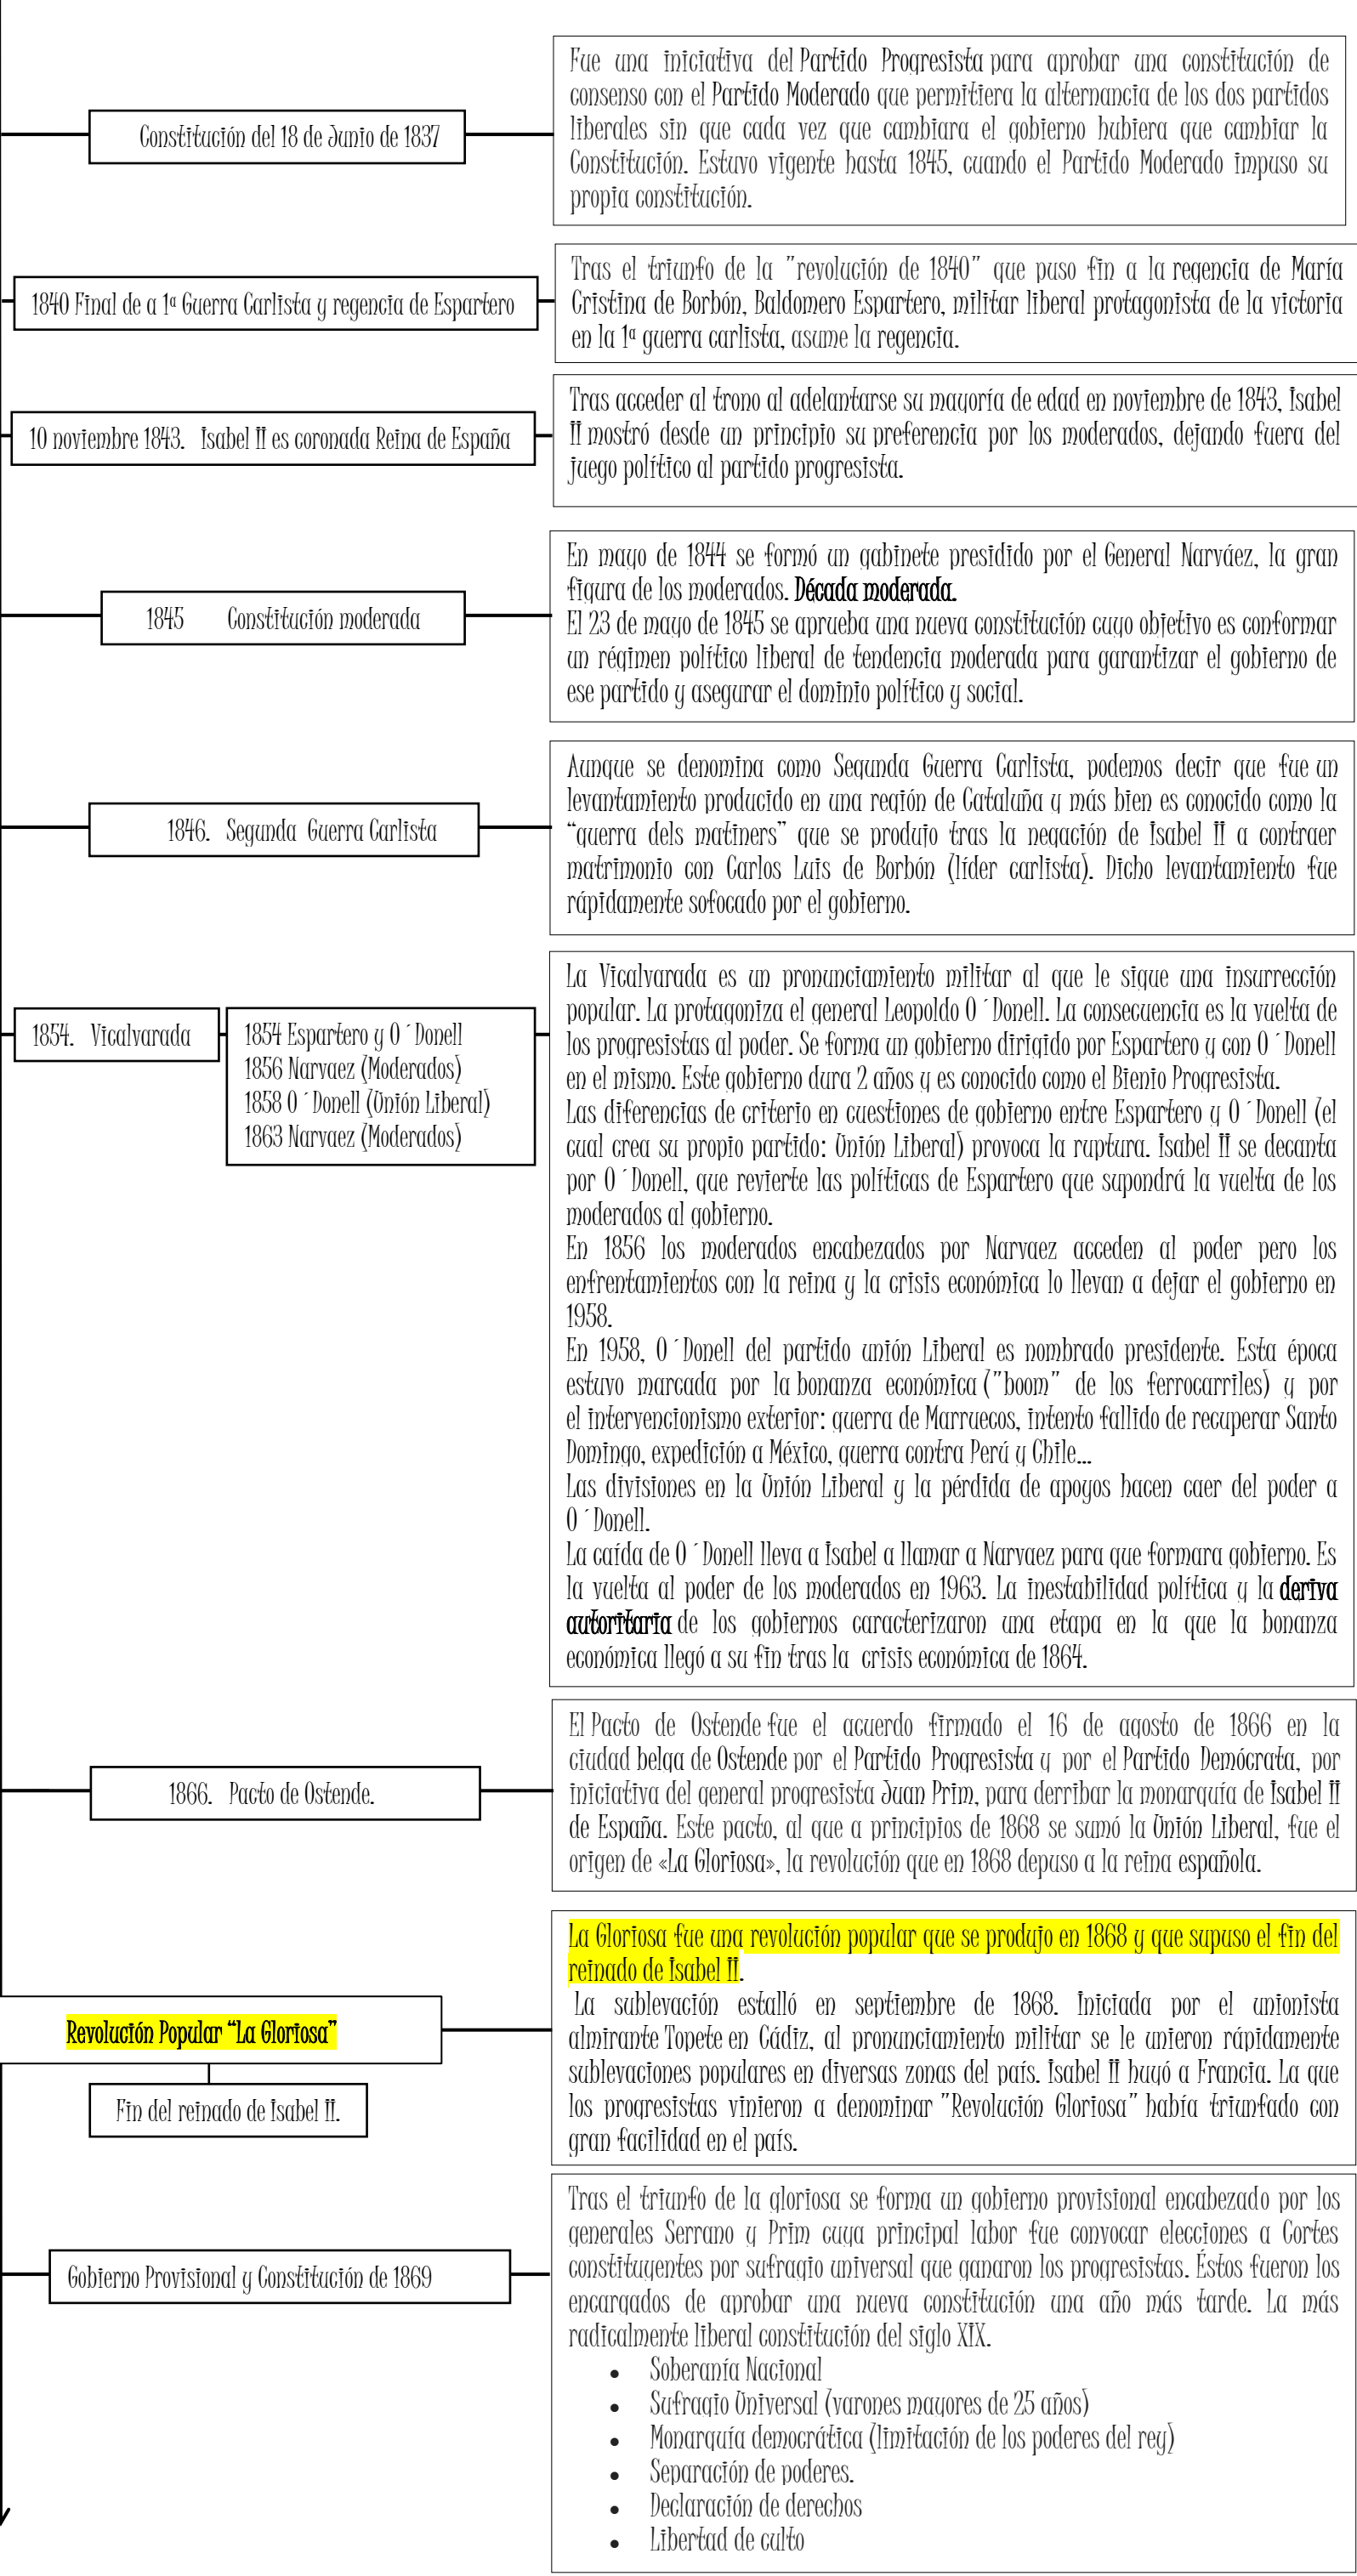 Constitución del 18 de Junio de 1837
Fue una iniciativa del Partido Progresista para aprobar una constitución de
consenso con el Partido Moderado que permitiera la alternancia de los dos partidos
liberales sin que cada vez que cambiara el gobierno hubiera que cambiar la
Constitución. Estuvo vigente hasta 1845, cuando el Partido Moderado impuso su
propia constitución.
1840 Final de a 1ª Guerra Carlista y regencia de Espartero
Tras el triunfo de la "revolución de 1840" que puso fin a la regencia de María
Cristina de Borbón, Baldomero Espartero, militar liberal protagonista de la victoria
en la 1ª guerra carlista, asume la regencia.
10 noviembre 1843. Isabel II es coronada Reina de España
Tras acceder al trono al adelantarse su mayoría de edad en noviembre de 1843, Isabel
II mostró desde un principio su preferencia por los moderados, dejando fuera del
juego político al partido progresista.
1845 Constitución moderada
En mayo de 1844 se formó un gabinete presidido por el General Narváez, la gran
figura de los moderados. Década moderada.
El 23 de mayo de 1845 se aprueba una nueva constitución cuyo objetivo es conformar
un régimen político liberal de tendencia moderada para garantizar el gobierno de
ese partido y asegurar el dominio político y social.
1846. Segunda Guerra Carlista
Aunque se denomina como Segunda Guerra Carlista, podemos decir que fue un
levantamiento producido en una región de Cataluña y más bien es conocido como la
“guerra dels matiners” que se produjo tras la negación de Isabel II a contraer
matrimonio con Carlos Luis de Borbón (líder carlista). Dicho levantamiento fue
rápidamente sofocado por el gobierno.
1854. Vicalvarada
1854 Espartero y O´Donell
1856 Narvaez (Moderados)
1858 O´Donell (Unión Liberal)
1863 Narvaez (Moderados)
La Vicalvarada es un pronunciamiento militar al que le sigue una insurrección
popular. La protagoniza el general Leopoldo O´Donell. La consecuencia es la vuelta de
los progresistas al poder. Se forma un gobierno dirigido por Espartero y con O´Donell
en el mismo. Este gobierno dura 2 años y es conocido como el Bienio Progresista.
Las diferencias de criterio en cuestiones de gobierno entre Espartero y O´Donell (el
cual crea su propio partido: Unión Liberal) provoca la ruptura. Isabel II se decanta
por O´Donell, que revierte las políticas de Espartero que supondrá la vuelta de los
moderados al gobierno.
En 1856 los moderados encabezados por Narvaez acceden al poder pero los
enfrentamientos con la reina y la crisis económica lo llevan a dejar el gobierno en
1958.
En 1958, O´Donell del partido unión Liberal es nombrado presidente. Esta época
estuvo marcada por la bonanza económica ("boom" de los ferrocarriles) y por
el intervencionismo exterior: guerra de Marruecos, intento fallido de recuperar Santo
Domingo, expedición a México, guerra contra Perú y Chile...
Las divisiones en la Unión Liberal y la pérdida de apoyos hacen caer del poder a
O´Donell.
La caída de O´Donell lleva a Isabel a llamar a Narvaez para que formara gobierno. Es
la vuelta al poder de los moderados en 1963. La inestabilidad política y la deriva
autoritaria de los gobiernos caracterizaron una etapa en la que la bonanza
económica llegó a su fin tras la crisis económica de 1864.
1866. Pacto de Ostende.
El Pacto de Ostende fue el acuerdo firmado el 16 de agosto de 1866 en la
ciudad belga de Ostende por el Partido Progresista y por el Partido Demócrata, por
iniciativa del general progresista Juan Prim, para derribar la monarquía de Isabel II
de España. Este pacto, al que a principios de 1868 se sumó la Unión Liberal, fue el
origen de «La Gloriosa», la revolución que en 1868 depuso a la reina española.
Revolución Popular “La Gloriosa”
Fin del reinado de Isabel II.
La Gloriosa fue una revolución popular que se produjo en 1868 y que supuso el fin del
reinado de Isabel II.
La sublevación estalló en septiembre de 1868. Iniciada por el unionista
almirante Topete en Cádiz, al pronunciamiento militar se le unieron rápidamente
sublevaciones populares en diversas zonas del país. Isabel II huyó a Francia. La que
los progresistas vinieron a denominar "Revolución Gloriosa" había triunfado con
gran facilidad en el país.
Gobierno Provisional y Constitución de 1869
Tras el triunfo de la gloriosa se forma un gobierno provisional encabezado por los
generales Serrano y Prim cuya principal labor fue convocar elecciones a Cortes
constituyentes por sufragio universal que ganaron los progresistas. Éstos fueron los
encargados de aprobar una nueva constitución una año más tarde. La más
radicalmente liberal constitución del siglo XIX.
• Soberanía Nacional
• Sufragio Universal (varones mayores de 25 años)
• Monarquía democrática (limitación de los poderes del rey)
• Separación de poderes.
• Declaración de derechos
• Libertad de culto